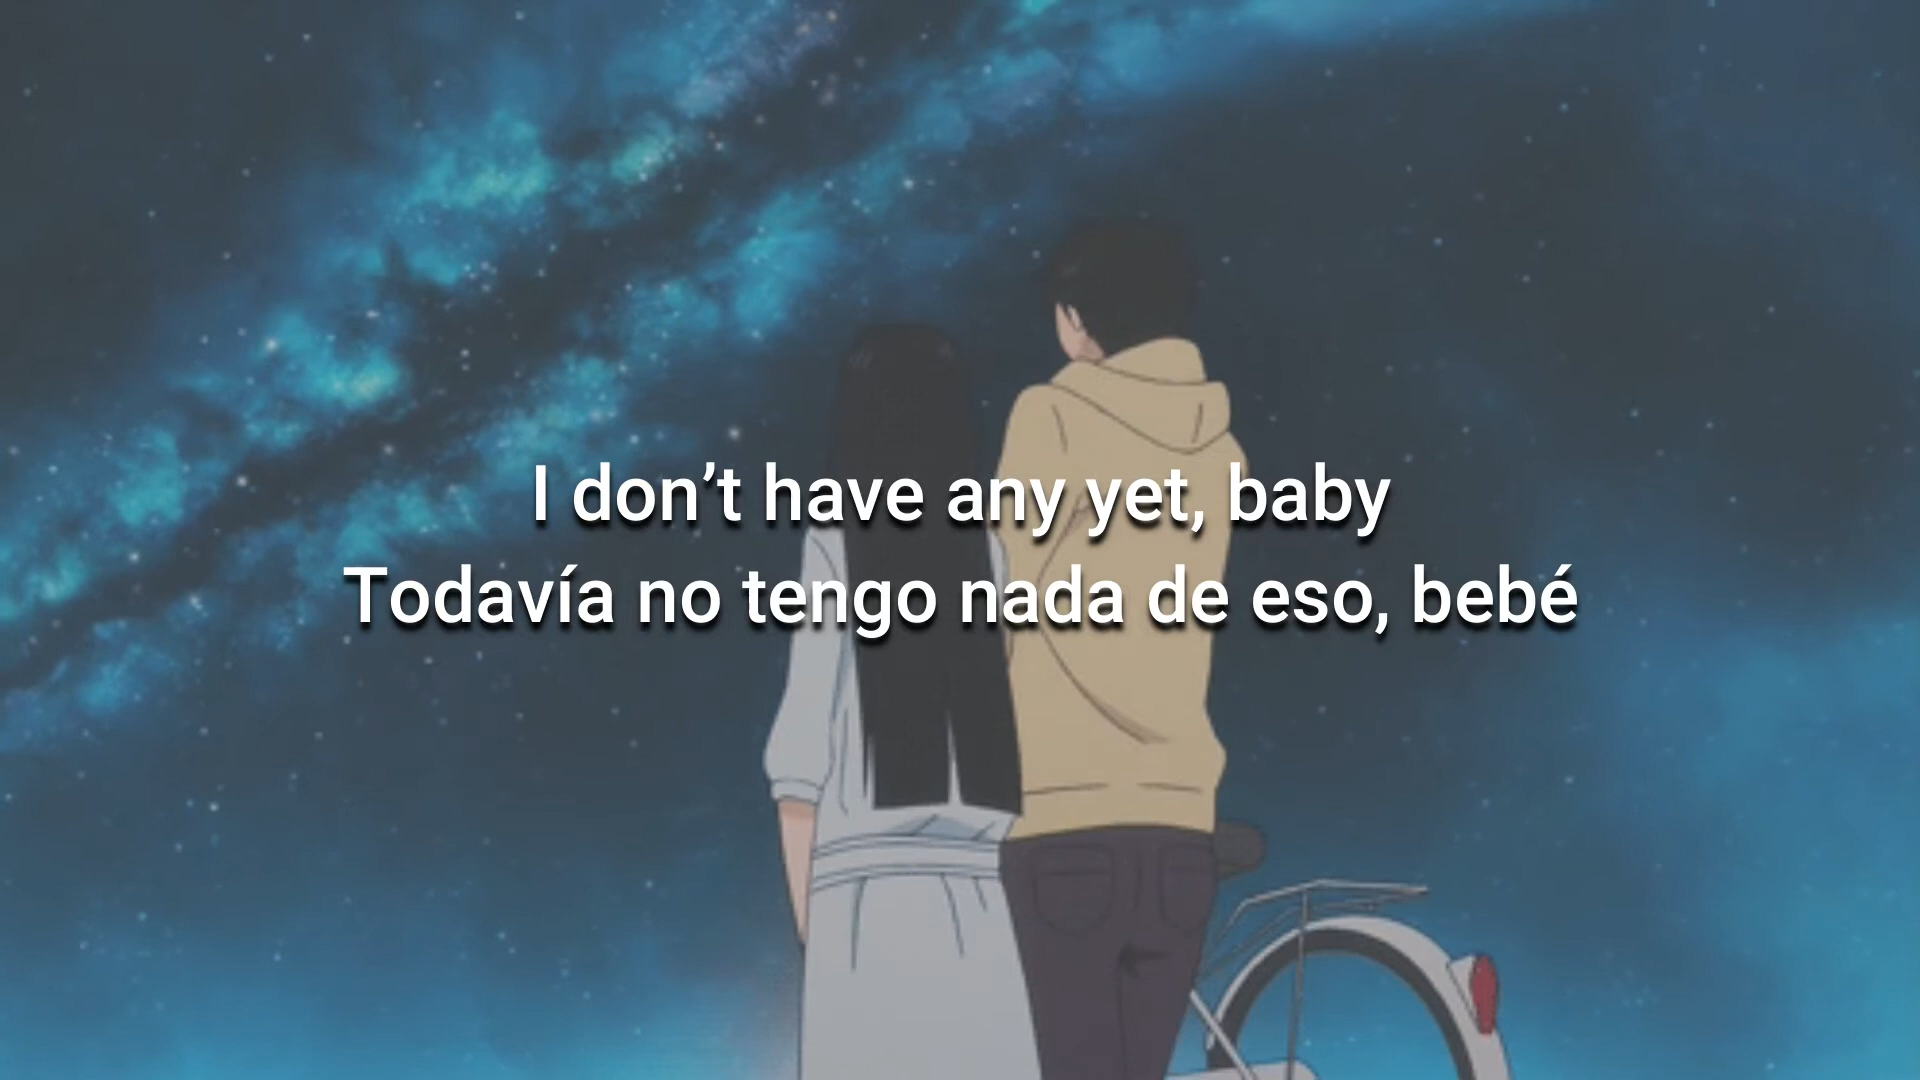 I don’t have any yet, baby
Todavía no tengo nada de eso, bebé